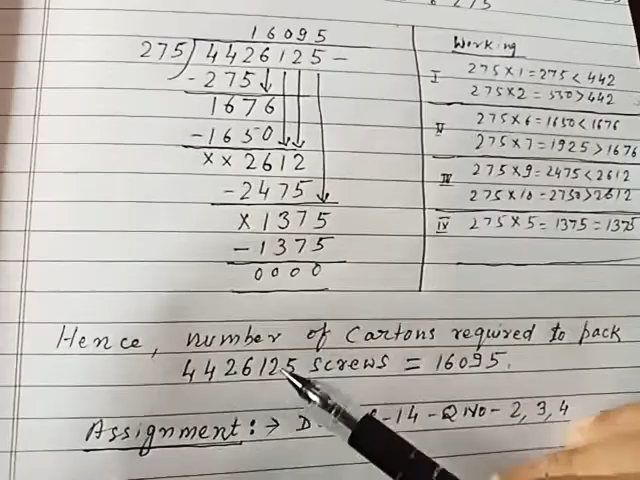 275
16095
275 ) 4426125 -
-275
1676
-1650
××2612
-2475
×1375
-1375
0000
Working
I 275×1=275<442
275×2=550>442
II 275×6=1650<1676
275×7=1925>1676
IV 275×9=2475<2612
275×10=2750>2612
IV 275×5=1375=1375
Hence, number of Cartons required to pack
4426125 screws = 16095.
Assignment:→ -14-QNo-2,3,4